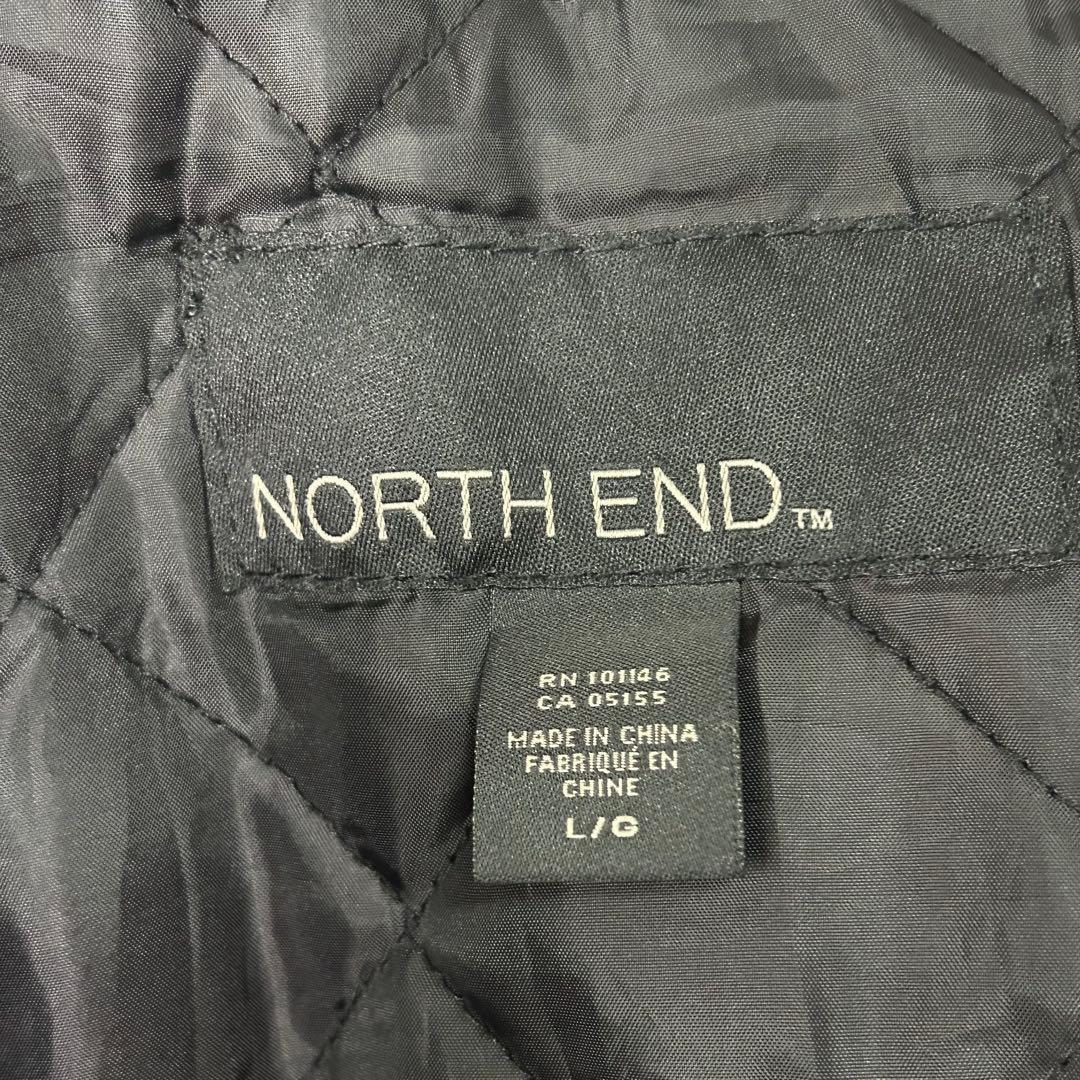 NORTH END™
RN 101146
CA 05155
MADE IN CHINA
FABRIQUÉ EN
CHINE
L/G